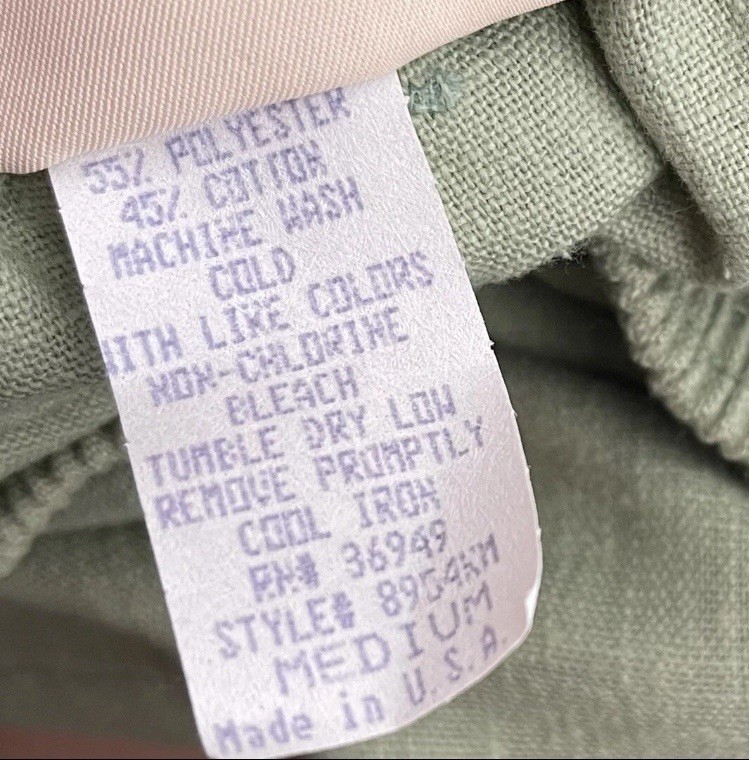 55% POLYESTER
45% COTTON
MACHINE WASH
COLD
WITH LIKE COLORS
NON-CHLORINE
BLEACH
TUMBLE DRY LOW
REMOVE PROMPTLY
COOL IRON
RN# 36949
STYLE#
MEDIUM
Made in U.S.A.